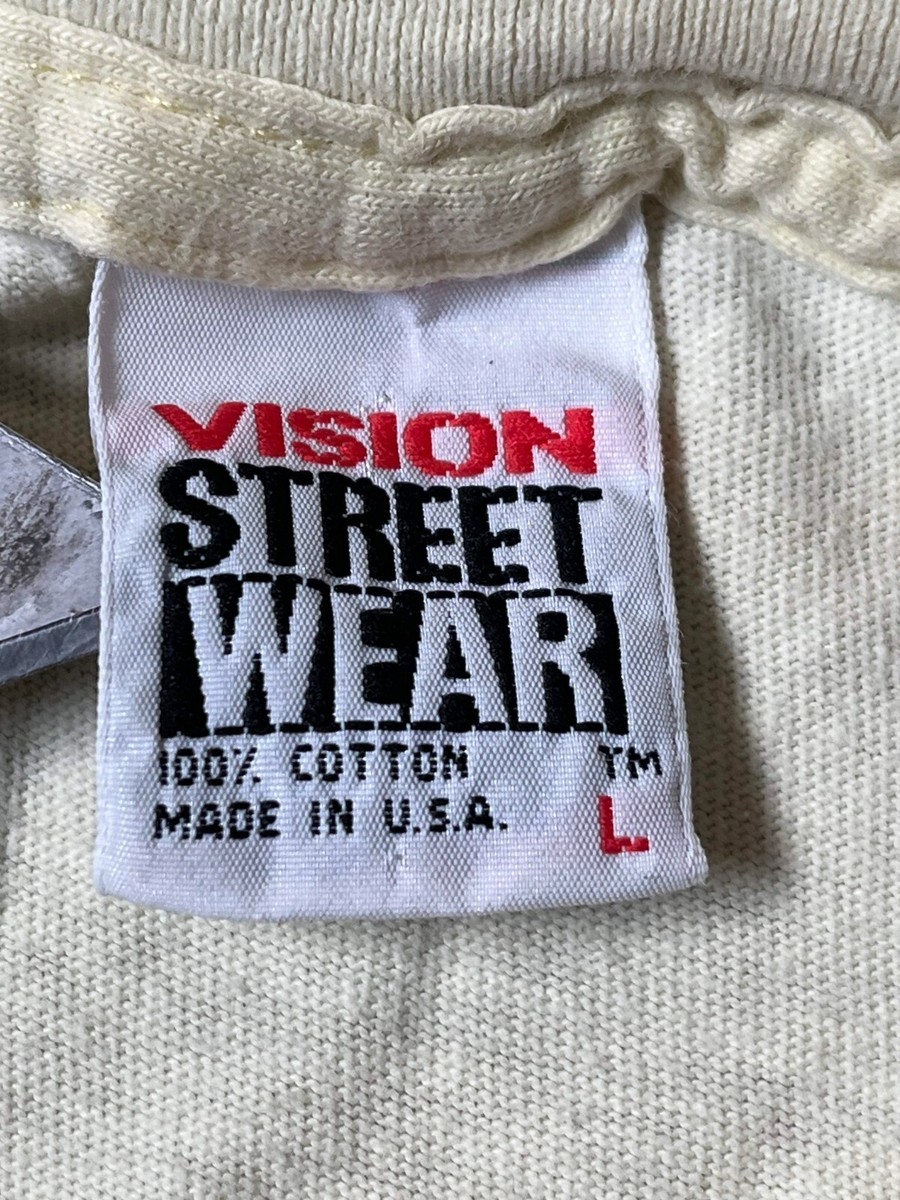 VISION
STREET
WEAR
100% COTTON TM
MADE IN U.S.A. L